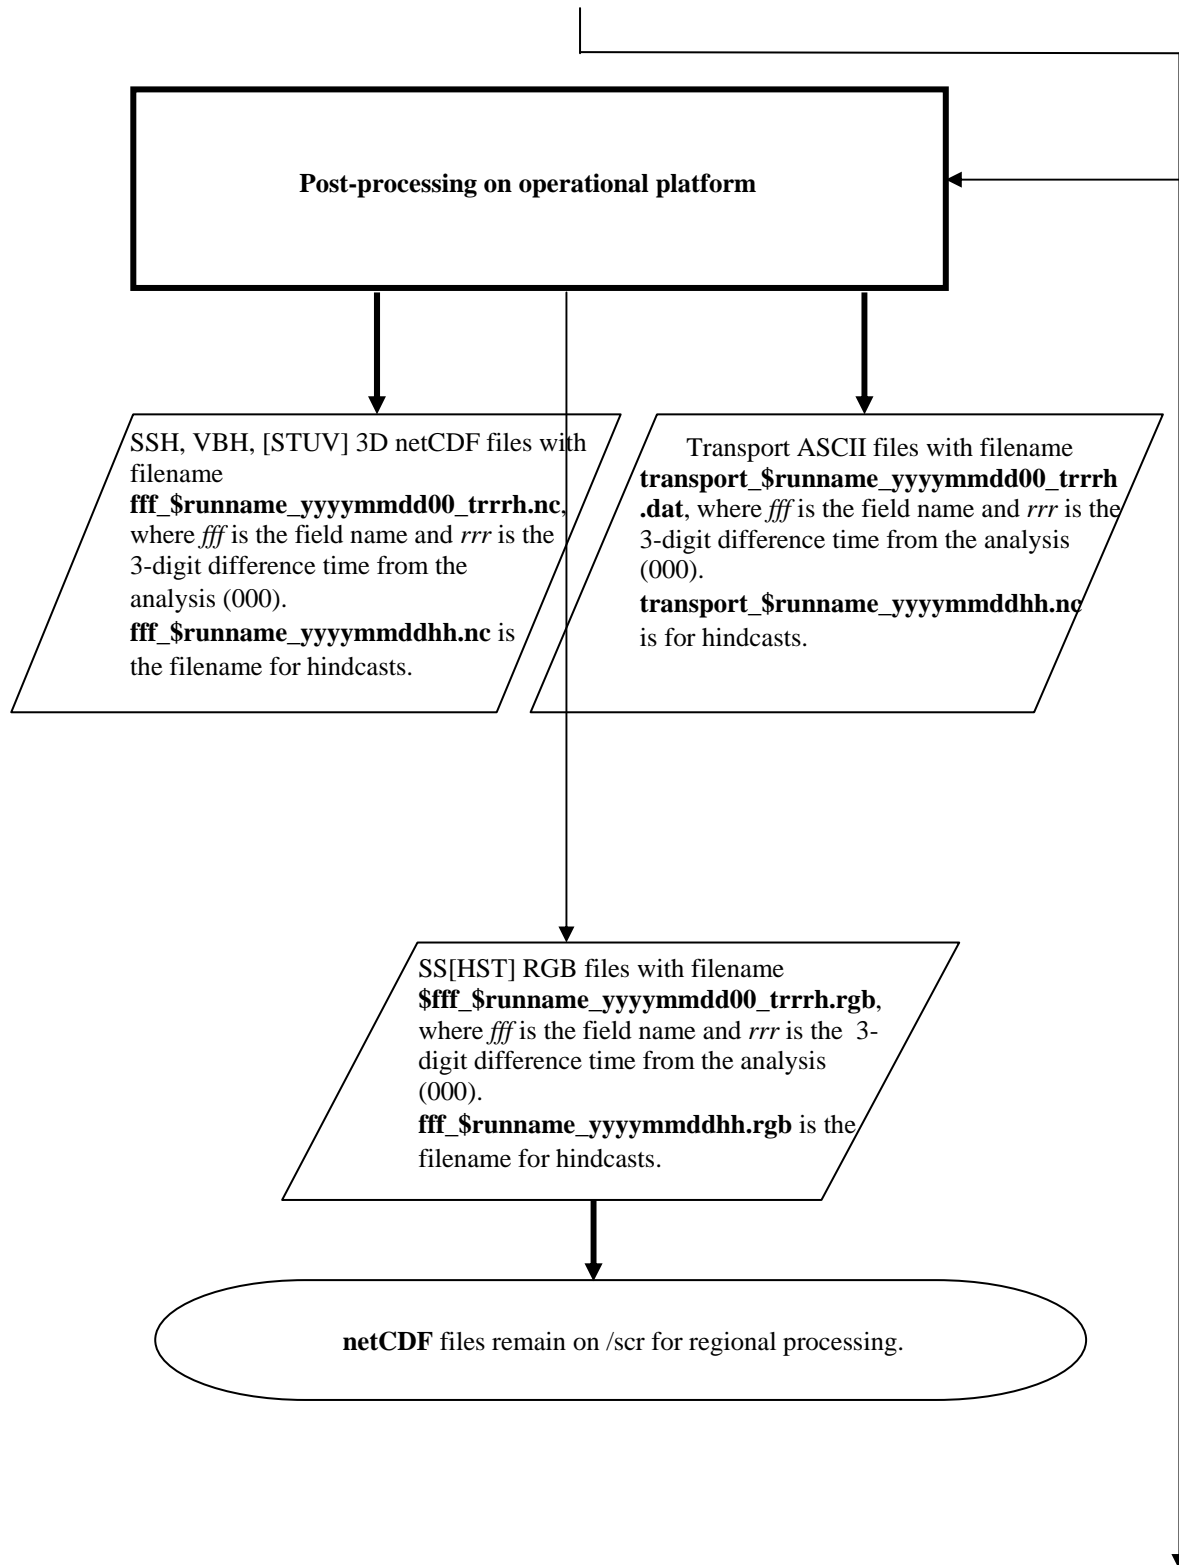 Post-processing on operational platform
SSH, VBH, [STUV] 3D netCDF files with
filename
fff_$runname_yyyymmdd00_trrrh.nc,
where fff is the field name and rrr is the
3-digit difference time from the
analysis (000).
fff_$runname_yyyymmddhh.nc is
the filename for hindcasts.
Transport ASCII files with filename
transport_$runname_yyyymmdd00_trrrh
.dat, where fff is the field name and rrr is the
3-digit difference time from the analysis
(000).
transport_$runname_yyyymmddhh.nc
is for hindcasts.
SS[HST] RGB files with filename
$fff_$runname_yyyymmdd00_trrrh.rgb,
where fff is the field name and rrr is the 3-
digit difference time from the analysis
(000).
fff_$runname_yyyymmddhh.rgb is the
filename for hindcasts.
netCDF files remain on /scr for regional processing.